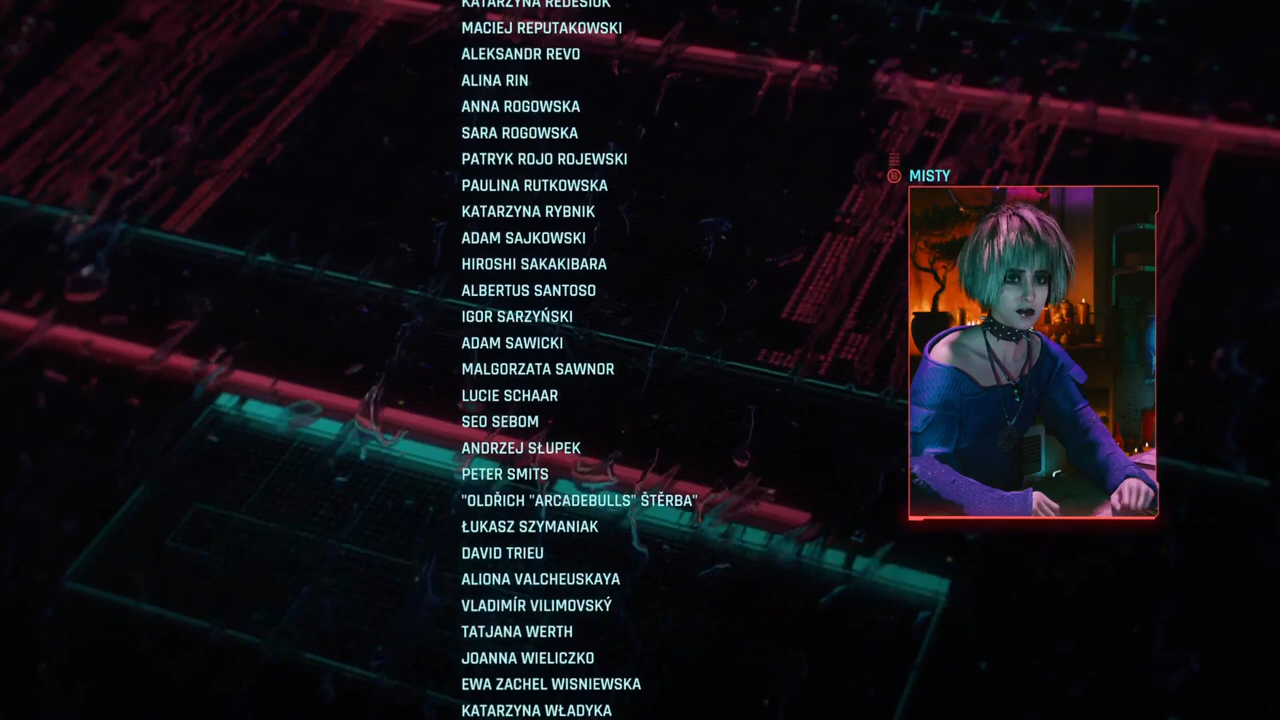 KATARZYNA REDESIUK
MACIEJ REPUTAKOWSKI
ALEKSANDR REVO
ALINA RIN
ANNA ROGOWSKA
SARA ROGOWSKA
PATRYK ROJO ROJEWSKI
PAULINA RUTKOWSKA
KATARZYNA RYBNIK
ADAM SAJKOWSKI
HIROSHI SAKAKIBARA
ALBERTUS SANTOSO
IGOR SARZYŃSKI
ADAM SAWICKI
MALGORZATA SAWNOR
LUCIE SCHAAR
SEO SEBOM
ANDRZEJ SŁUPEK
PETER SMITS
"OLDŘICH "ARCADEBULLS" ŠTĚRBA"
ŁUKASZ SZYMANIAK
DAVID TRIEU
ALIONA VALCHEUSKAYA
VLADIMÍR VILIMOVSKÝ
TATJANA WERTH
JOANNA WIELICZKO
EWA ZACHEL WISNIEWSKA
KATARZYNA WŁADYKA
MISTY